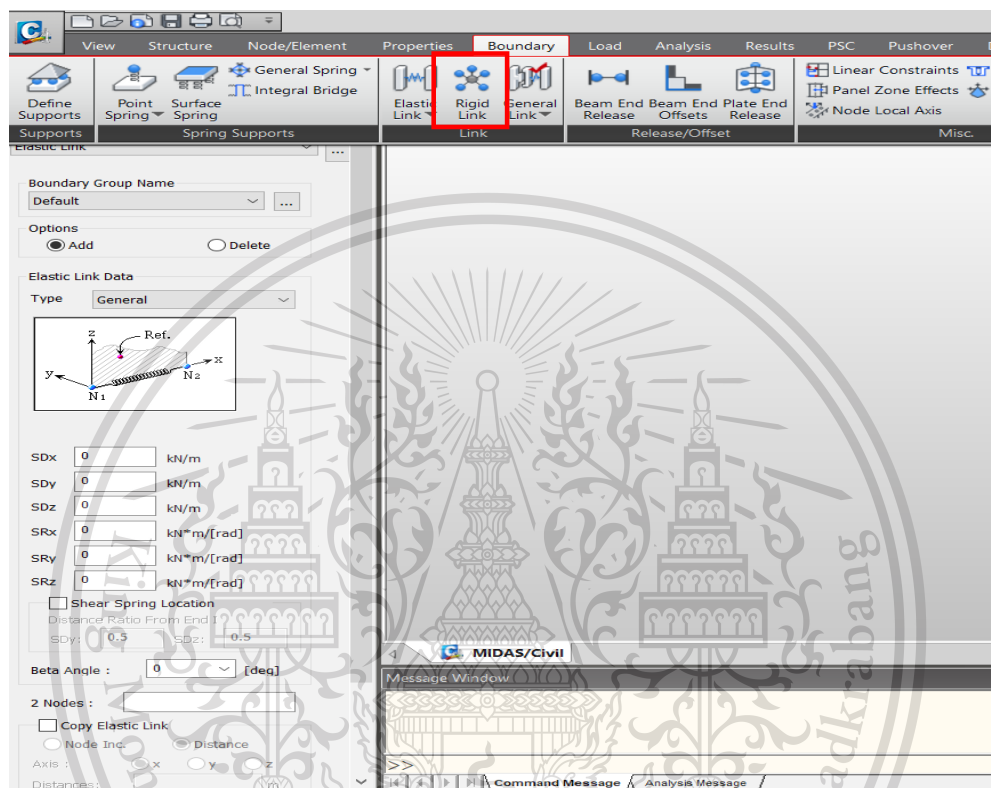 View Structure Node/Element Properties Boundary Load Analysis Results PSC Pushover
Define Supports
Point Spring
Surface Spring
General Spring
Integral Bridge
Elastic Link
Rigid Link
General Link
Beam End Release
Beam End Offsets
Plate End Release
Linear Constraints
Panel Zone Effects
Node Local Axis
Supports Spring Supports Link Release/Offset Misc.
Elastic Link
...
Boundary Group Name
Default
...
Options
Add Delete
Elastic Link Data
Type General
z Ref.
x
y N2
N1
SDx 0 kN/m
SDy 0 kN/m
SDz 0 kN/m
SRx 0 kN*m/[rad]
SRy 0 kN*m/[rad]
SRz 0 kN*m/[rad]
Shear Spring Location
Distance Ratio From End I
SDy: 0.5 SDz: 0.5
Beta Angle : 0 [deg]
2 Nodes :
Copy Elastic Link
Node Inc. Distance
Axis : x y z
Distances: (m)
MIDAS/Civil
Message Window
>>
Command Message Analysis Message